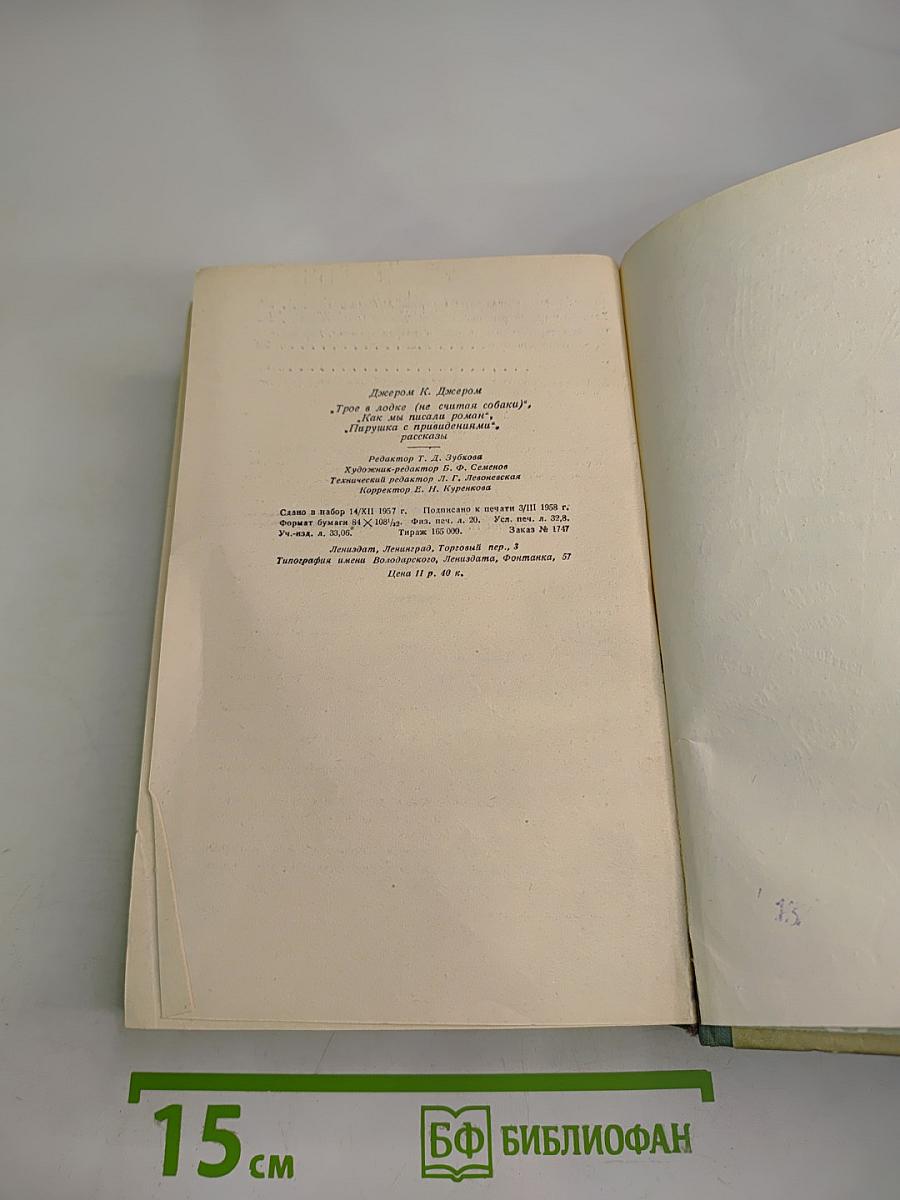 Джером К. Джером
„Трое в лодке (не считая собаки)“,
„Как мы писали роман“,
„Пирушка с привидениями“,
рассказы
Редактор Т. Д. Зубкова
Художник-редактор Б. Ф. Семенов
Технический редактор Л. Г. Левоневская
Корректор Е. Н. Куренкова
Сдано в набор 14/XII 1957 г. Подписано к печати 3/III 1958 г.
Формат бумаги 84×108¹/₃₂. Физ. печ. л. 20. Усл. печ. л. 32,8.
Уч.-изд. л. 33,06. Тираж 165 000. Заказ № 1747
Лениздат, Ленинград, Торговый пер., 3
Типография имени Володарского, Лениздата, Фонтанка, 57
Цена 11 р. 40 к.
13
15 см
БФ БИБЛИОФАН